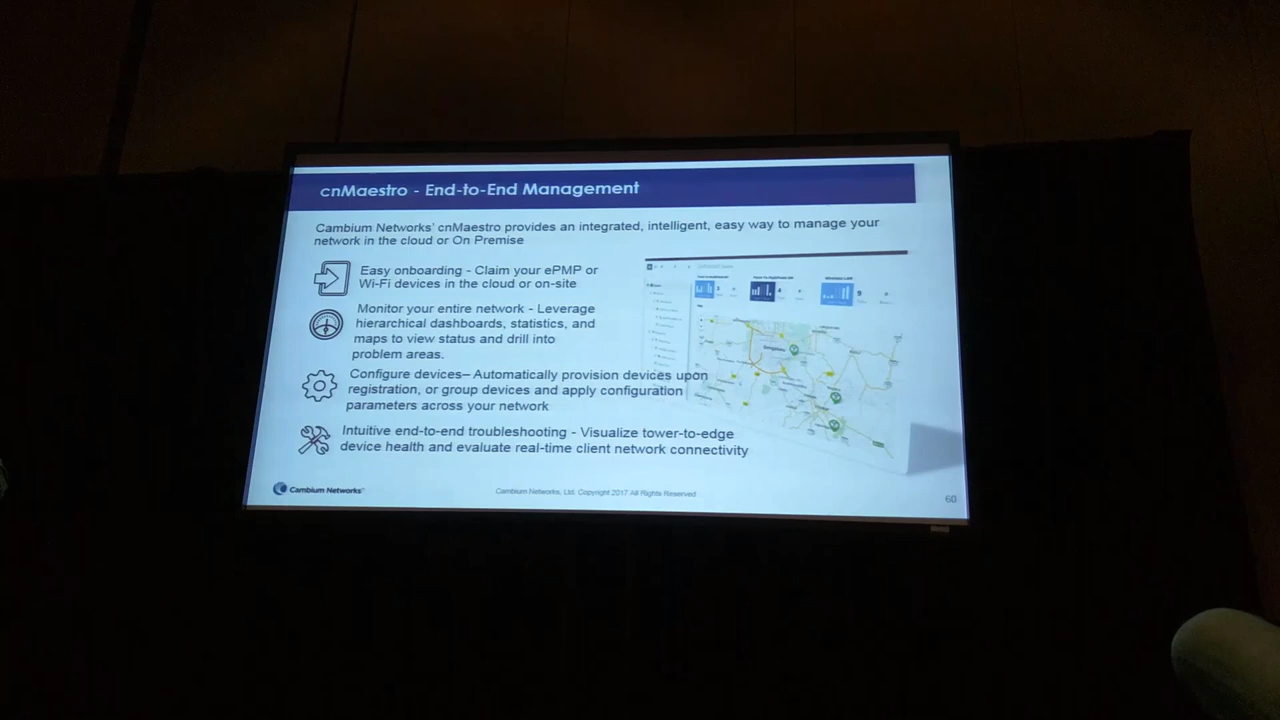 cnMaestro - End-to-End Management
Cambium Networks' cnMaestro provides an integrated, intelligent, easy way to manage your
network in the cloud or On Premise
Easy onboarding - Claim your ePMP or
Wi-Fi devices in the cloud or on-site
Monitor your entire network - Leverage
hierarchical dashboards, statistics, and
maps to view status and drill into
problem areas.
Configure devices– Automatically provision devices upon
registration, or group devices and apply configuration
parameters across your network
Intuitive end-to-end troubleshooting - Visualize tower-to-edge
device health and evaluate real-time client network connectivity
Cambium Networks™
Cambium Networks, Ltd. Copyright 2017 All Rights Reserved
60